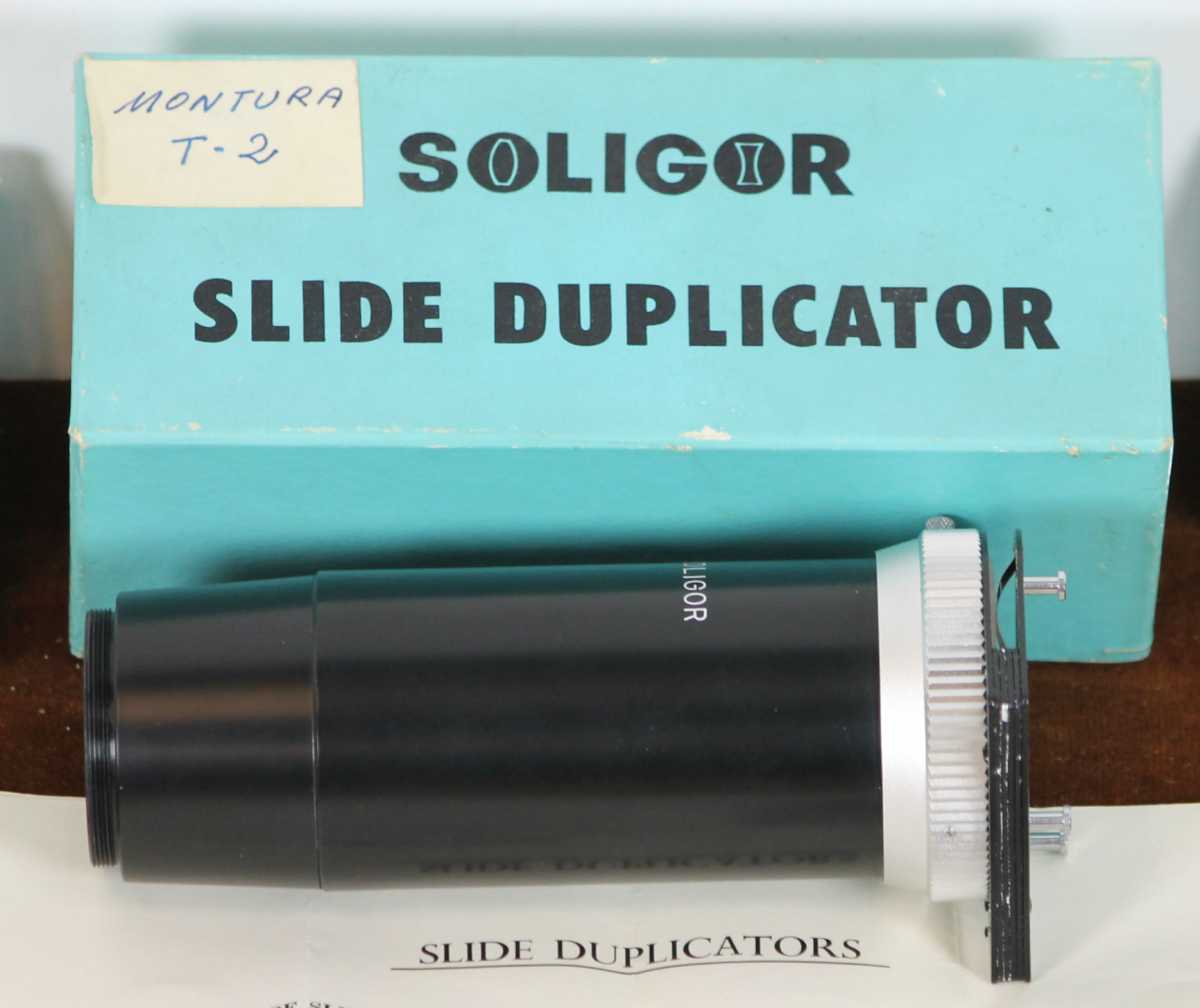 MONTURA
T-2
SOLIGOR
SLIDE DUPLICATOR
SLIDE DUPLICATORS